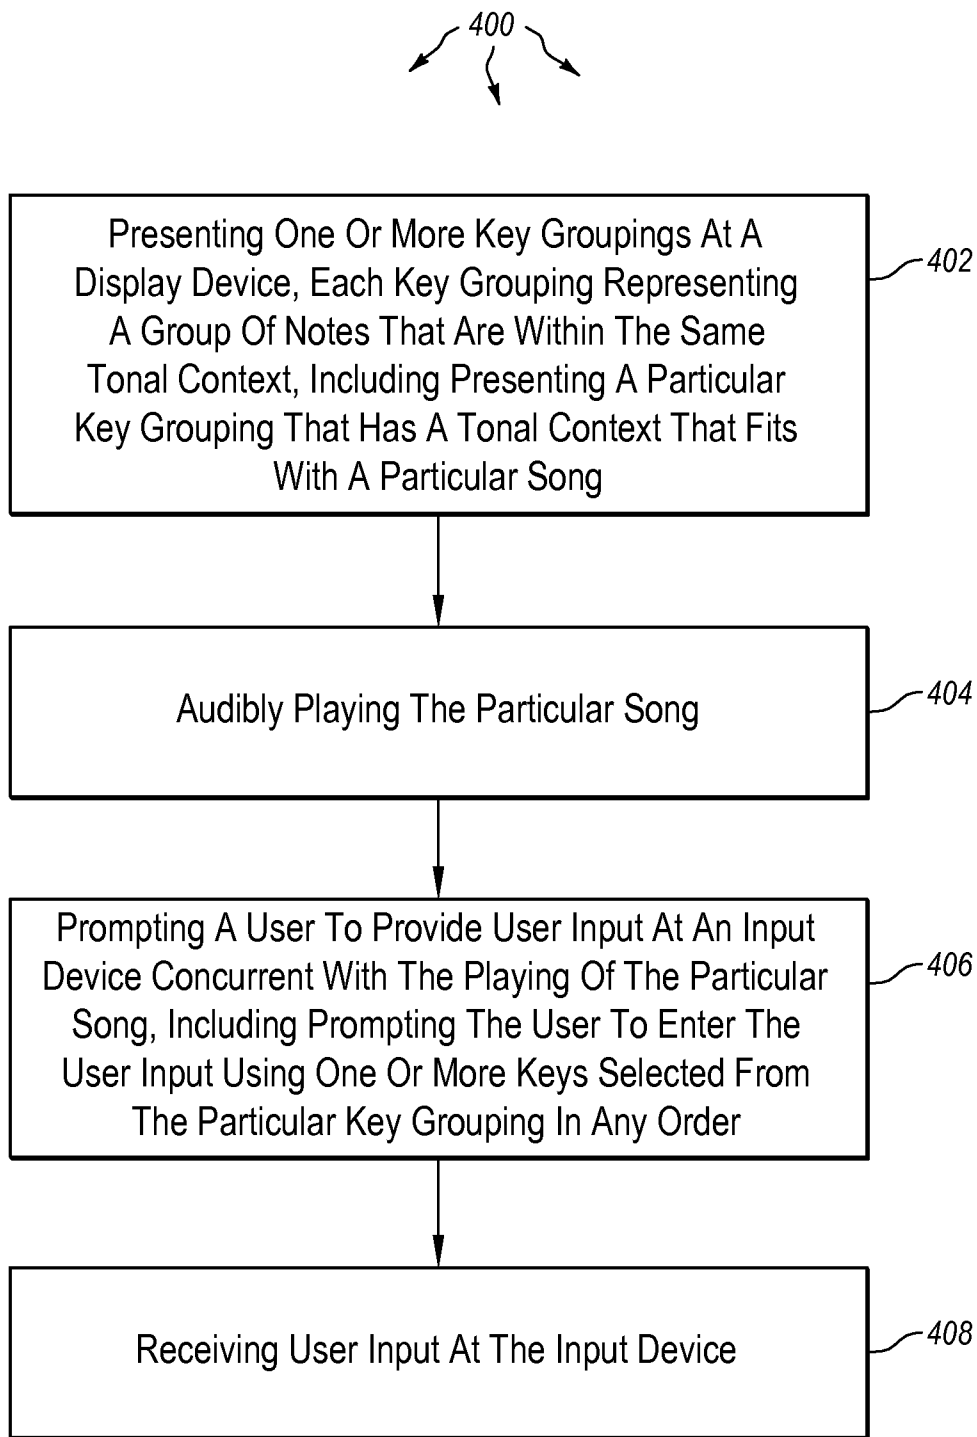 400
Presenting One Or More Key Groupings At A
Display Device, Each Key Grouping Representing
A Group Of Notes That Are Within The Same
Tonal Context, Including Presenting A Particular
Key Grouping That Has A Tonal Context That Fits
With A Particular Song
402
Audibly Playing The Particular Song
404
Prompting A User To Provide User Input At An Input
Device Concurrent With The Playing Of The Particular
Song, Including Prompting The User To Enter The
User Input Using One Or More Keys Selected From
The Particular Key Grouping In Any Order
406
Receiving User Input At The Input Device
408